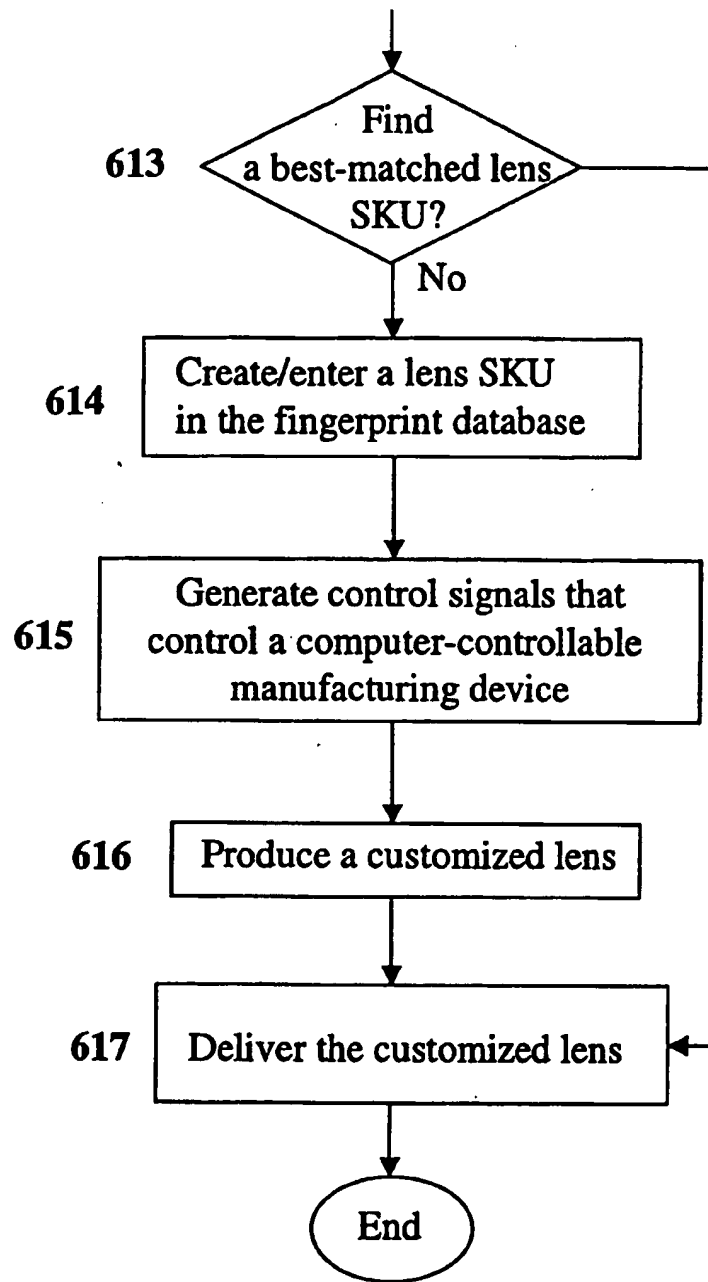 Find
613
a best-matched lens
SKU?
No
Create/enter a lens SKU
614
in the fingerprint database
Generate control signals that
615
control a computer-controllable
manufacturing device
616
Produce a customized lens
617
Deliver the customized lens
End